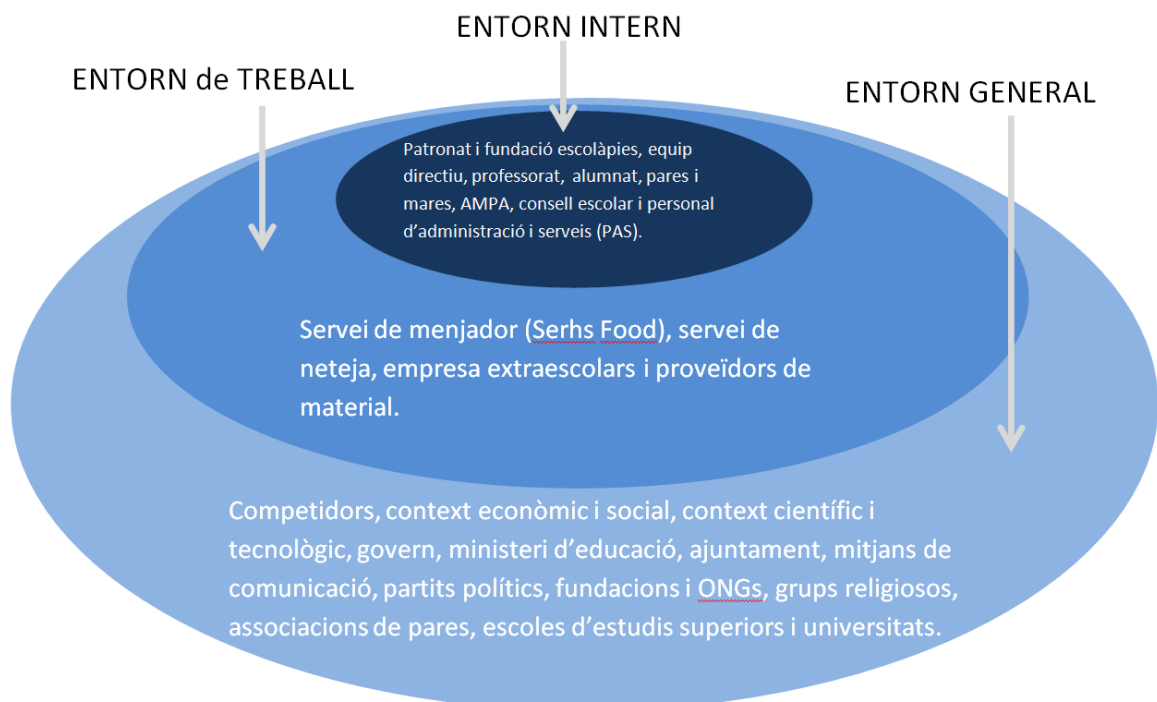 ENTORN INTERN
ENTORN de TREBALL
ENTORN GENERAL
Patronat i fundació escolàpies, equip
directiu, professorat, alumnat, pares i
mares, AMPA, consell escolar i personal
d’administració i serveis (PAS).
Servei de menjador (Serhs Food), servei de
neteja, empresa extraescolars i proveïdors de
material.
Competidors, context econòmic i social, context científic i
tecnològic, govern, ministeri d’educació, ajuntament, mitjans de
comunicació, partits polítics, fundacions i ONGs, grups religiosos,
associacions de pares, escoles d’estudis superiors i universitats.